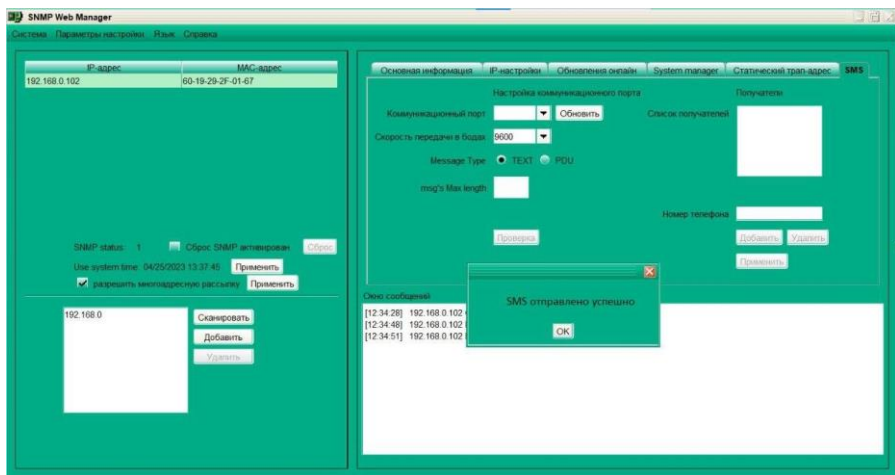 SNMP Web Manager
Система Параметры настройки Язык Справка
IP-адрес MAC-адрес
192.168.0.102 60-19-29-2F-01-67
SNMP status: 1 Сброс SNMP активирован Сброс
Use system time: 04/25/2023 13:37:45 Применить
разрешить многоадресную рассылку Применить
192.168.0
Сканировать
Добавить
Удалить
Основная информация IP-настройки Обновления онлайн System manager Статический трап-адрес SMS
Настройка коммуникационного порта Получатели
Коммуникационный порт Обновить Список получателей
Скорость передачи в бодах 9600
Message Type TEXT PDU
msg's Max length
Номер телефона
Проверка Добавить Удалить
Применить
Окно сообщений
[12:34:28] 192.168.0.102
[12:34:48] 192.168.0.102
[12:34:51] 192.168.0.102
SMS отправлено успешно
OK